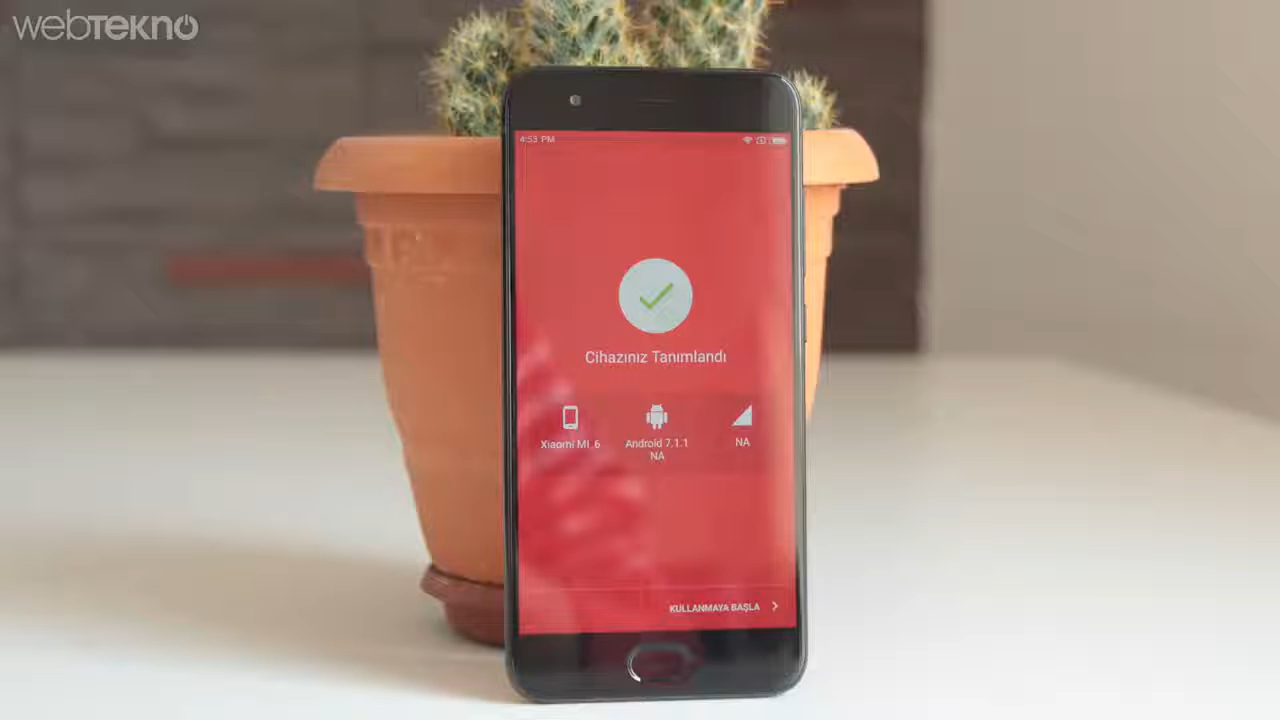 webTEKNO
4:53 PM
Cihazınız Tanımlandı
Xiaomi MI 6
Android 7.1.1
NA
NA
KULLANMAYA BAŞLA